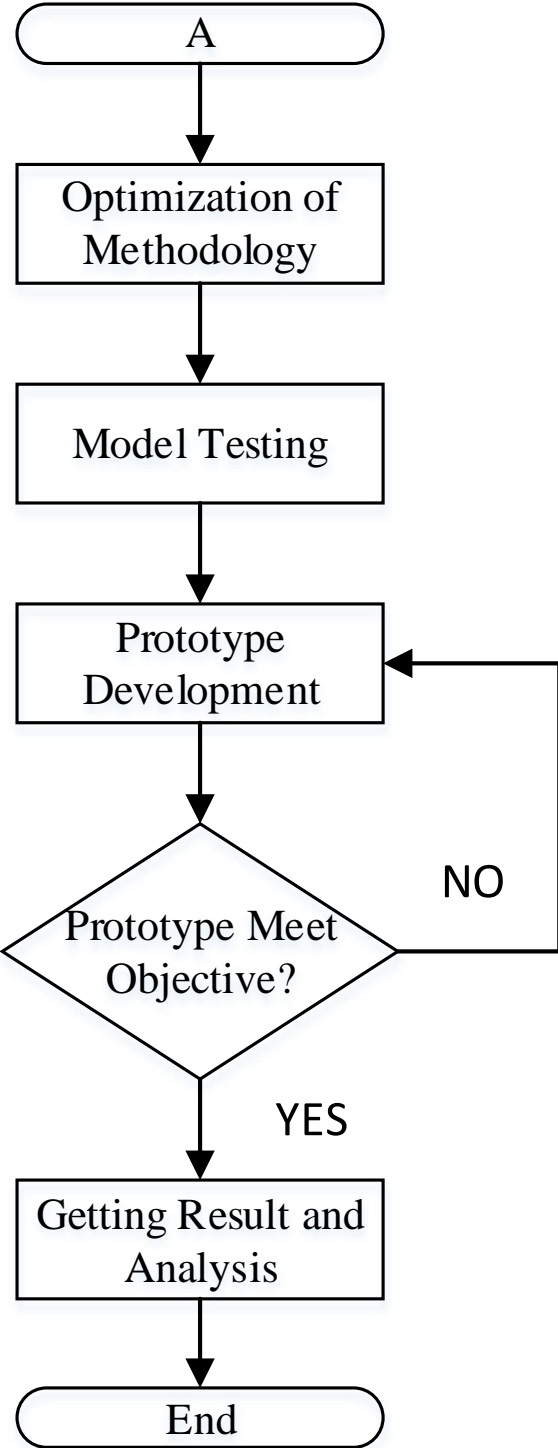 A
Optimization of
Methodology
Model Testing
Prototype
Development
Prototype Meet
Objective?
NO
YES
Getting Result and
Analysis
End